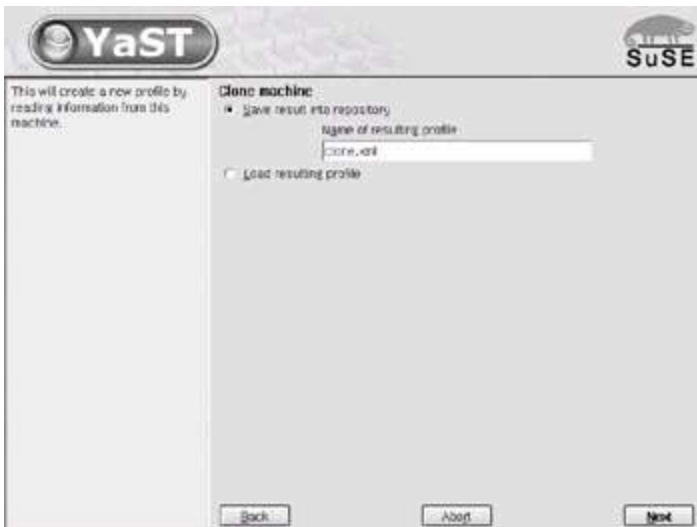 YaST
SuSE
This will create a new profile by
reading information from this
machine.
Clone machine
Save result into repository
Name of resulting profile
clone.xml
Load resulting profile
Back
Abort
Next